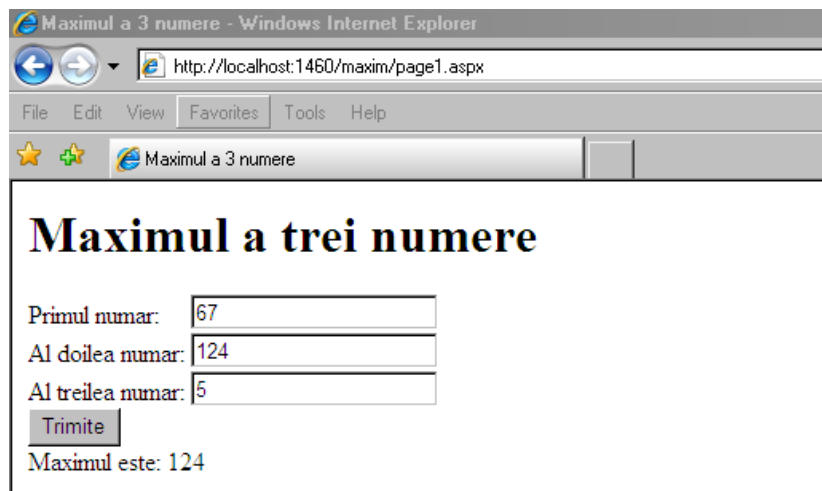 Maximul a 3 numere - Windows Internet Explorer
http://localhost:1460/maxim/page1.aspx
File Edit View Favorites Tools Help
Maximul a 3 numere
Maximul a trei numere
Primul numar: 67
Al doilea numar: 124
Al treilea numar: 5
Trimite
Maximul este: 124